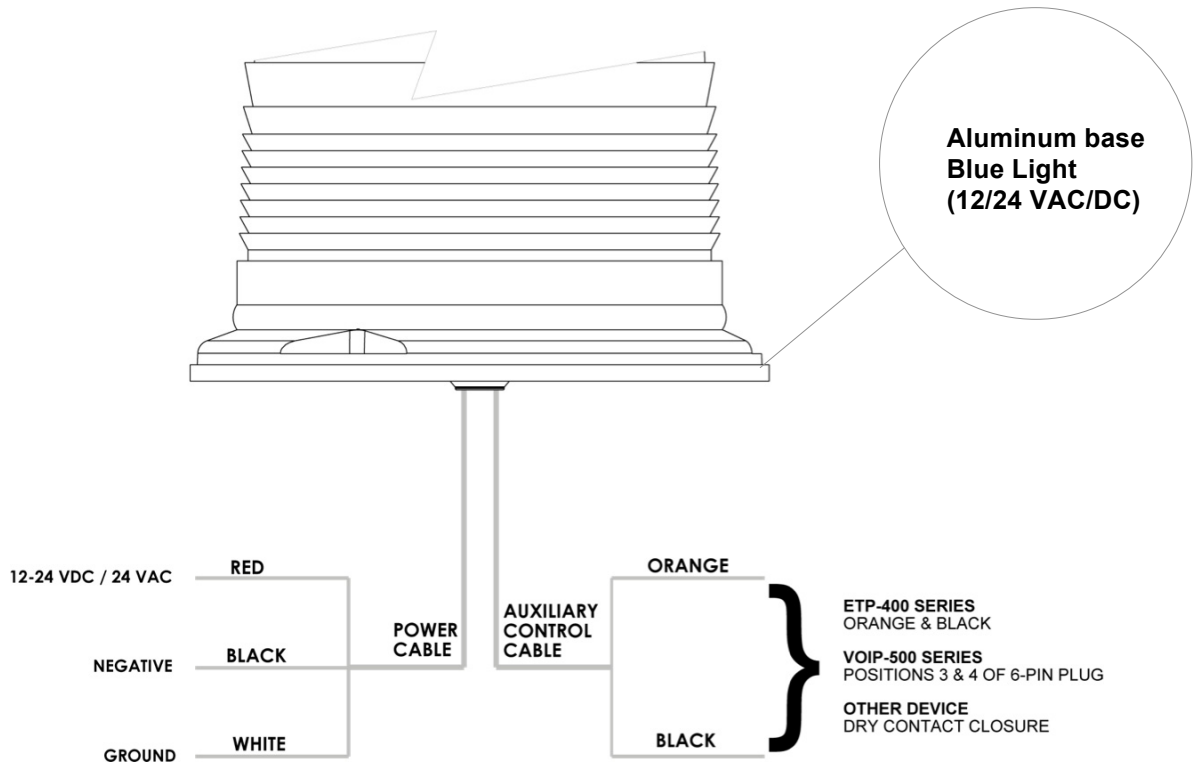 Aluminum base
Blue Light
(12/24 VAC/DC)
12-24 VDC / 24 VAC
RED
NEGATIVE
BLACK
GROUND
WHITE
POWER
CABLE
AUXILIARY
CONTROL
CABLE
ORANGE
BLACK
ETP-400 SERIES
ORANGE & BLACK
VOIP-500 SERIES
POSITIONS 3 & 4 OF 6-PIN PLUG
OTHER DEVICE
DRY CONTACT CLOSURE